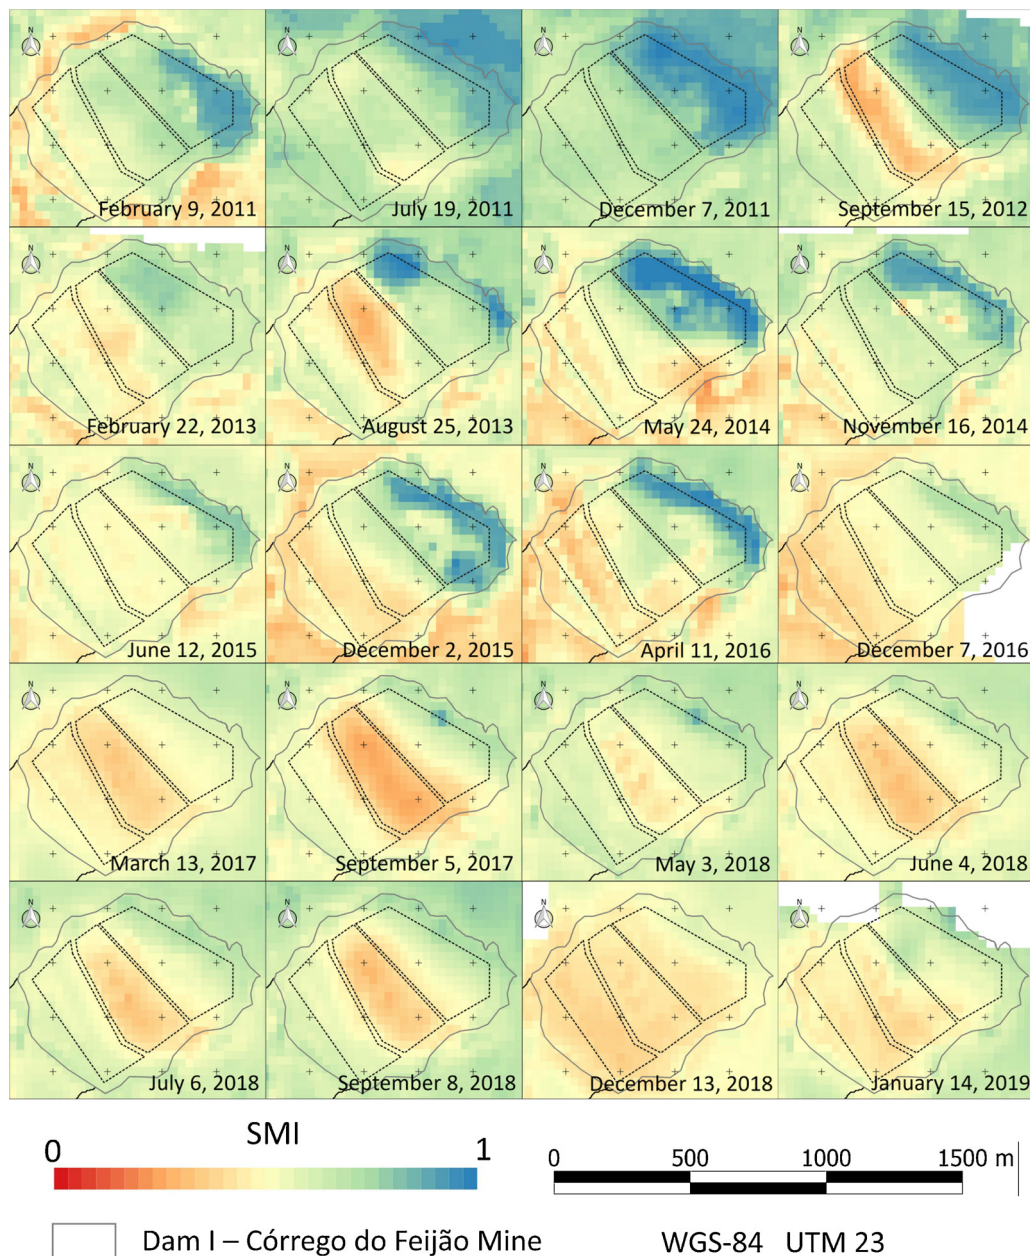 N N N N
February 9, 2011 July 19, 2011 December 7, 2011 September 15, 2012
N N N N
February 22, 2013 August 25, 2013 May 24, 2014 November 16, 2014
N N N N
June 12, 2015 December 2, 2015 April 11, 2016 December 7, 2016
N N N N
March 13, 2017 September 5, 2017 May 3, 2018 June 4, 2018
N N N N
July 6, 2018 September 8, 2018 December 13, 2018 January 14, 2019
SMI
0 1
0 500 1000 1500 m
Dam I – Córrego do Feijão Mine WGS-84 UTM 23